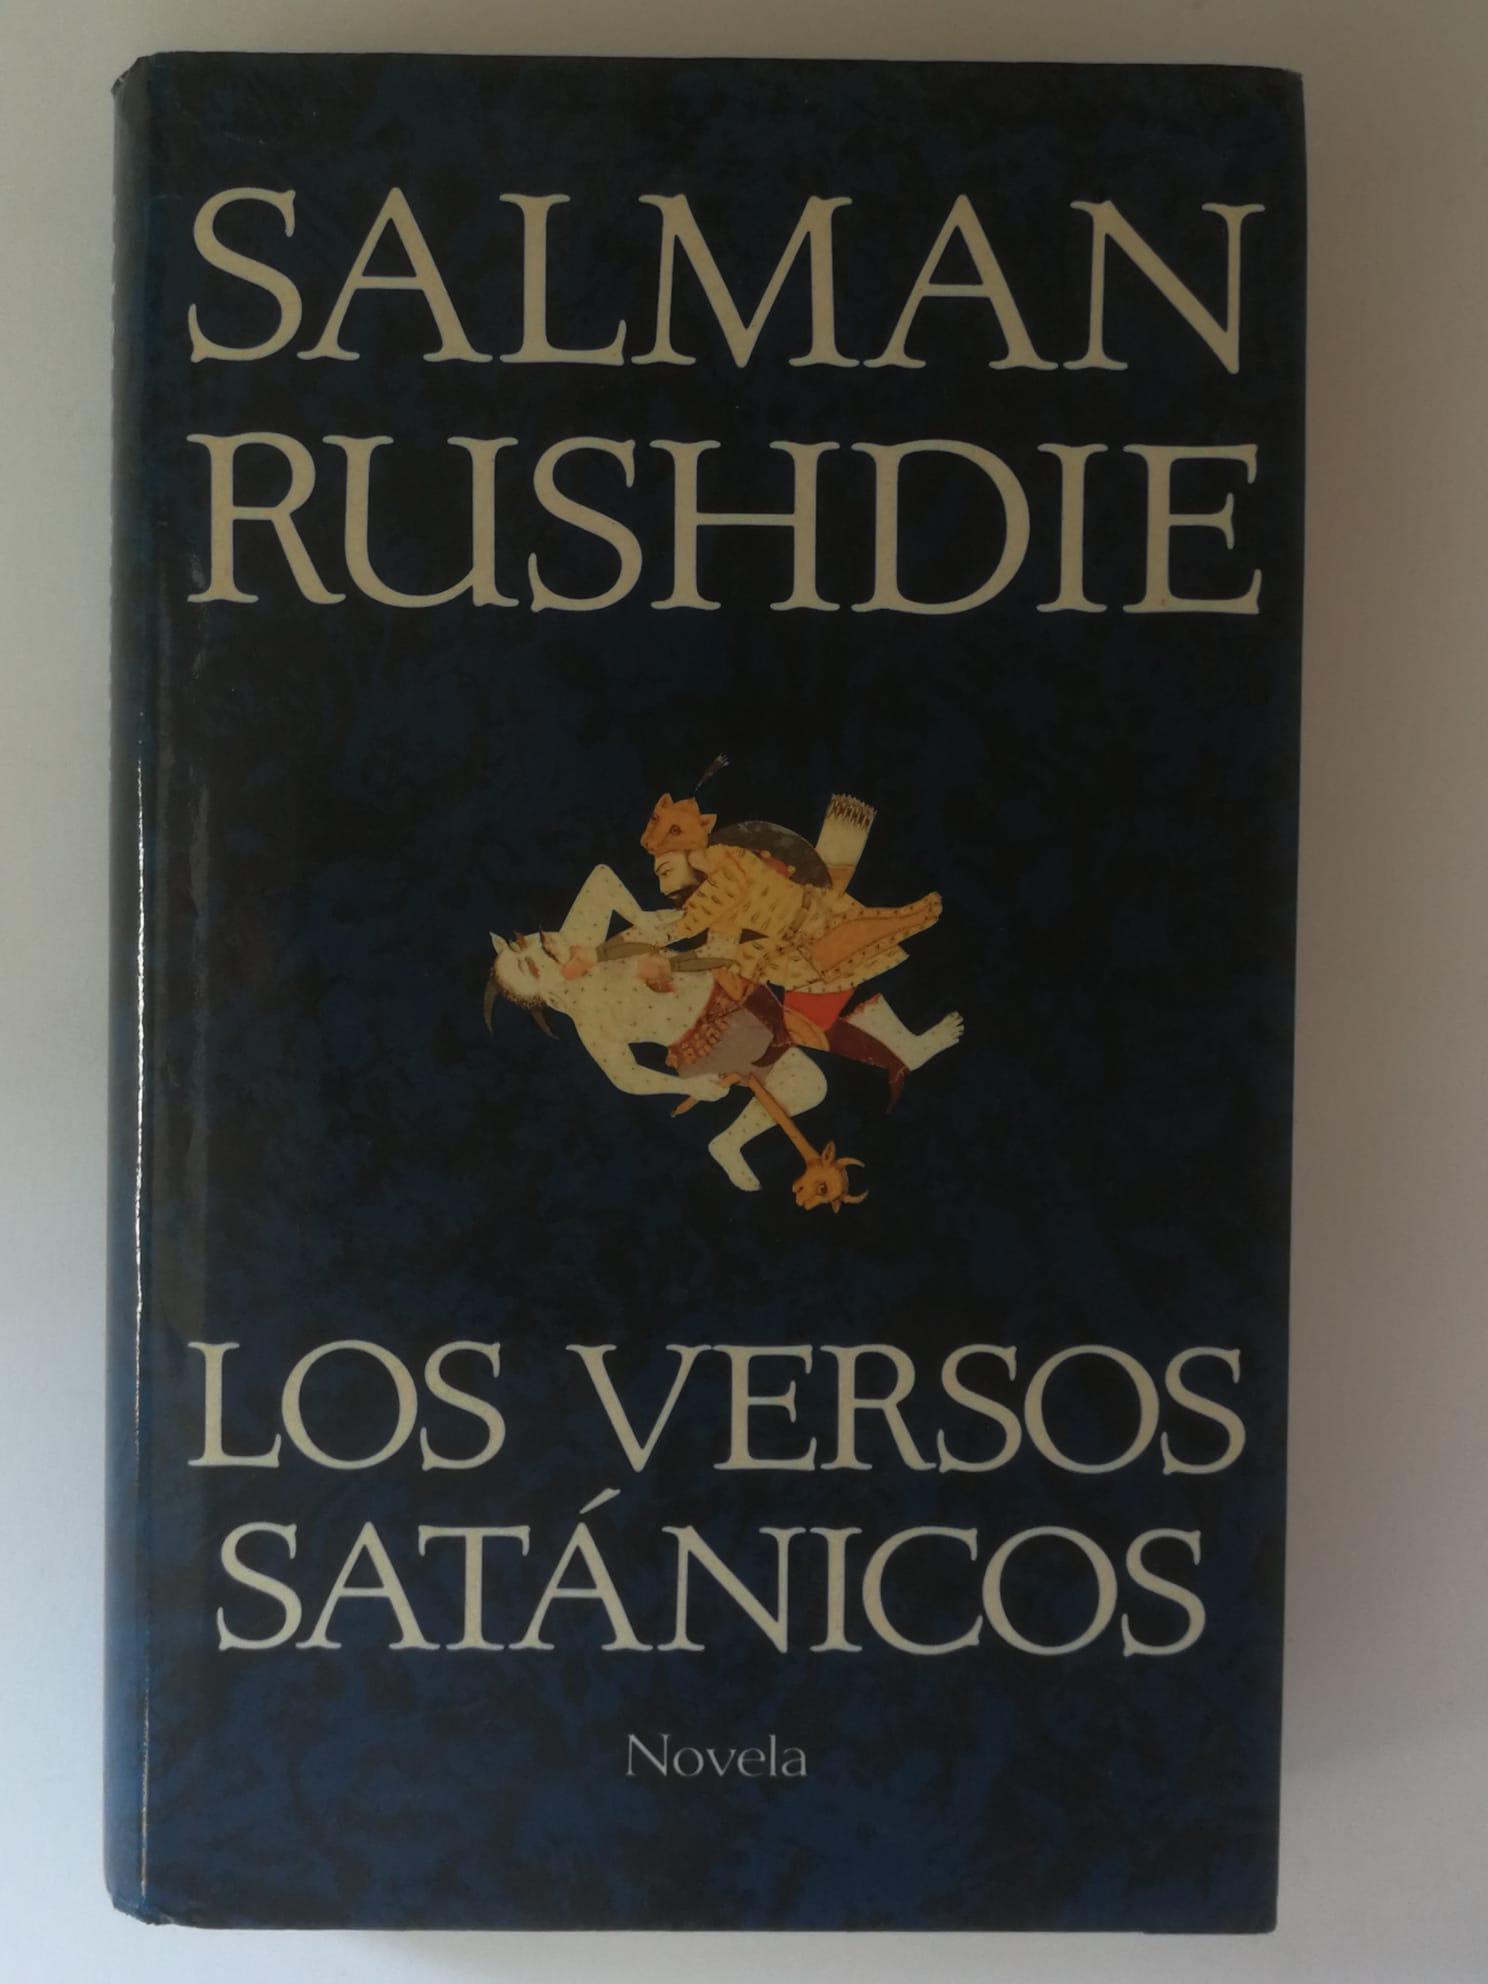 SALMAN
RUSHDIE
LOS VERSOS
SATÁNICOS
Novela